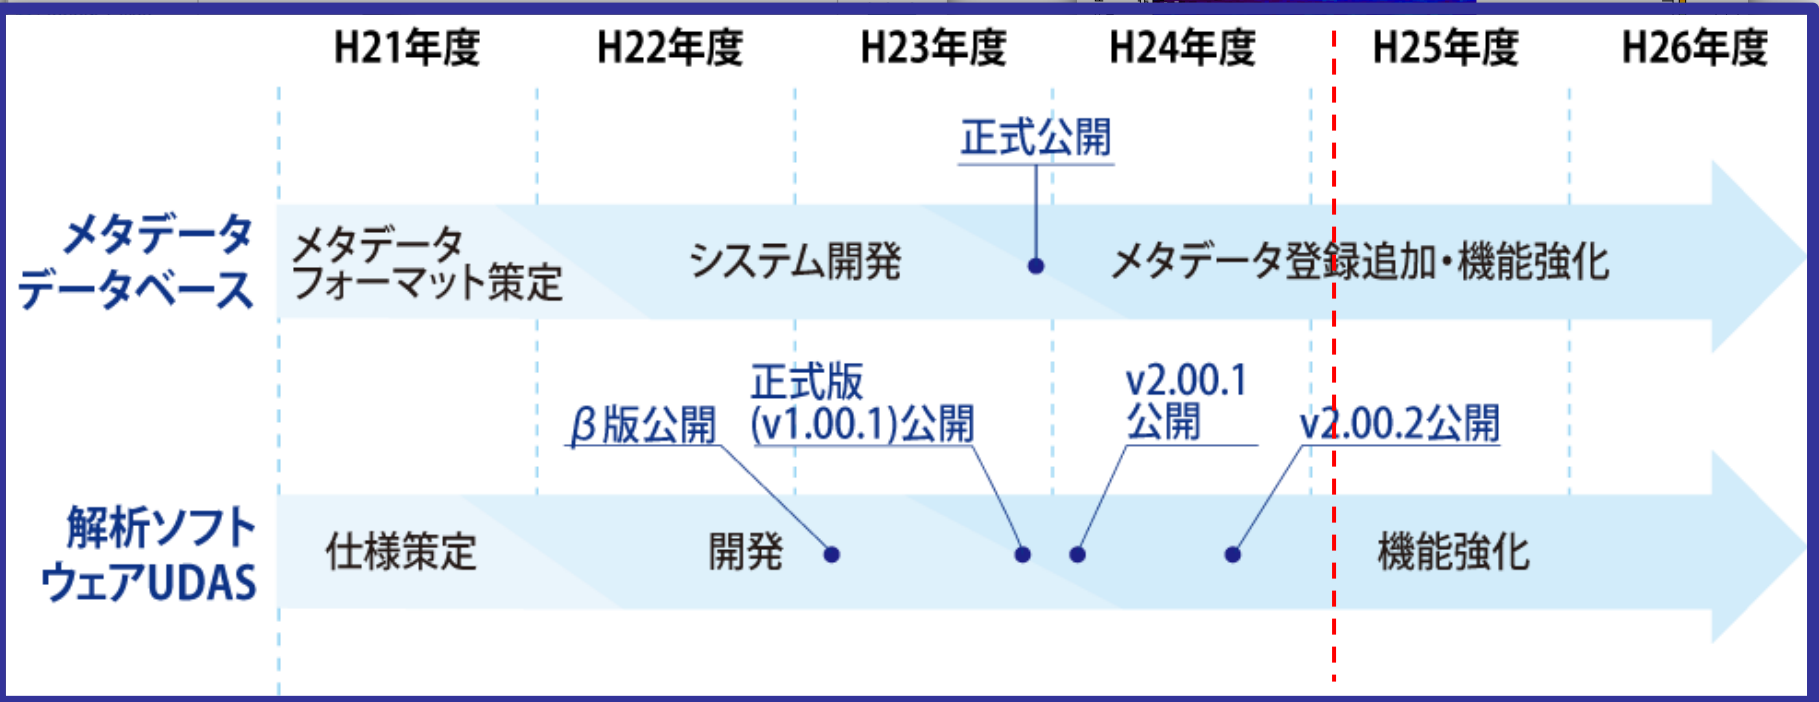 H21年度 H22年度 H23年度 H24年度 H25年度 H26年度
正式公開
メタデータ
データベース
メタデータ
フォーマット策定
システム開発
メタデータ登録追加・機能強化
β版公開
正式版
(v1.00.1)公開
v2.00.1
公開
v2.00.2公開
解析ソフト
ウェアUDAS
仕様策定
開発
機能強化